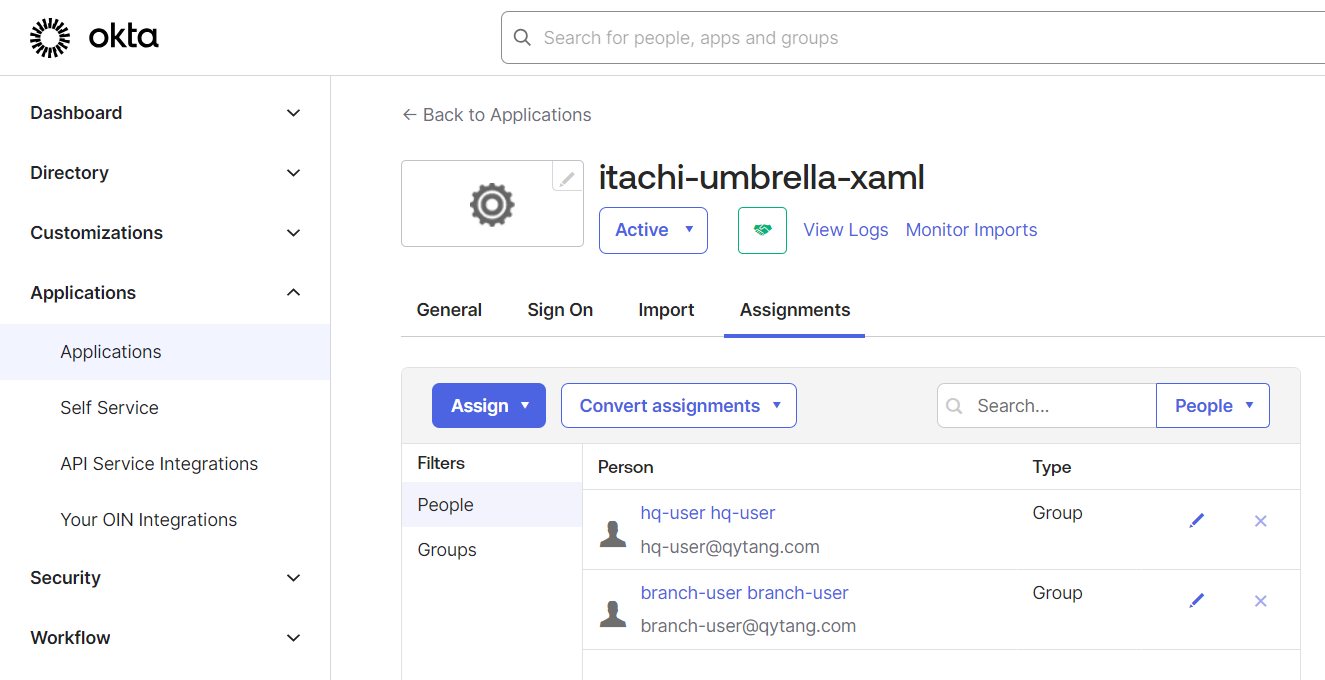 okta
Search for people, apps and groups
Dashboard
Directory
Customizations
Applications
Applications
Self Service
API Service Integrations
Your OIN Integrations
Security
Workflow
← Back to Applications
itachi-umbrella-xaml
Active
View Logs
Monitor Imports
General
Sign On
Import
Assignments
Assign
Convert assignments
Search...
People
Filters
People
Groups
Person
Type
hq-user hq-user
Group
hq-user@qytang.com
branch-user branch-user
Group
branch-user@qytang.com